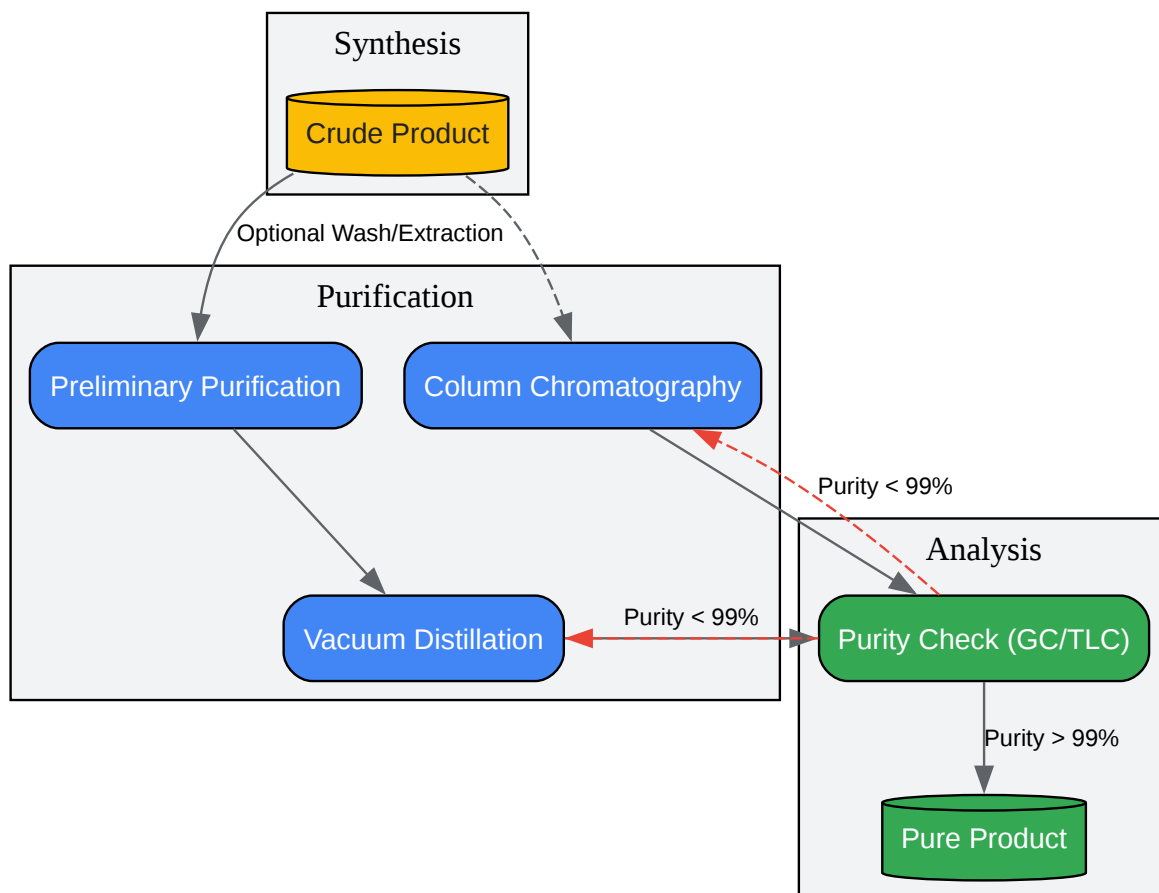 Synthesis
Crude Product
Optional Wash/Extraction
Purification
Preliminary Purification
Column Chromatography
Purity < 99%
Analysis
Vacuum Distillation
Purity < 99%
Purity Check (GC/TLC)
Purity > 99%
Pure Product